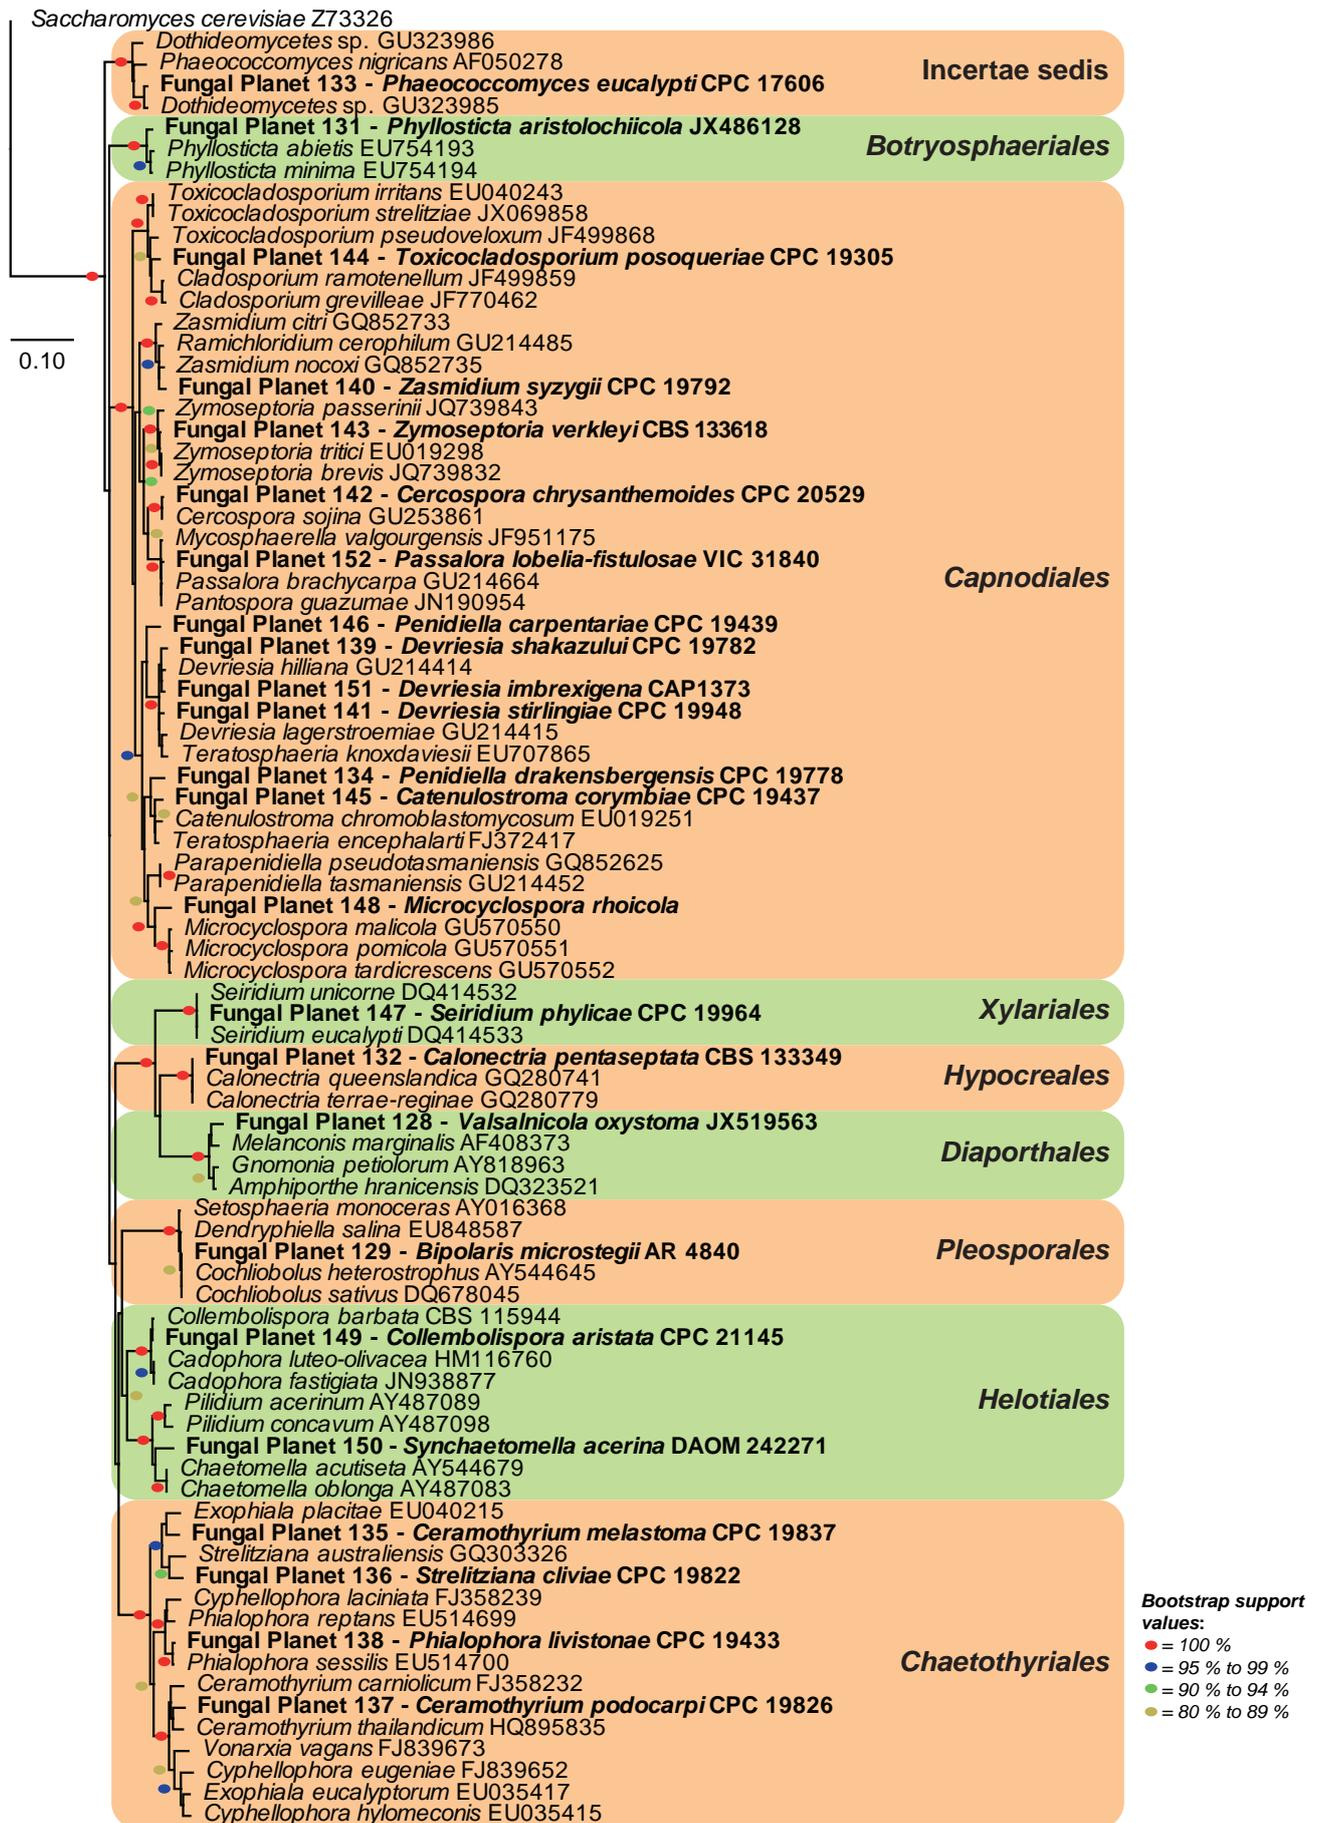 Saccharomyces cerevisiae Z73326
Dothideomycetes sp. GU323986
Phaeococcomyces nigricans AF050278
Fungal Planet 133 - Phaeococcomyces eucalypti CPC 17606
Dothideomycetes sp. GU323985
Incertae sedis
Fungal Planet 131 - Phyllosticta aristolochiicola JX486128
Phyllosticta abietis EU754193
Phyllosticta minima EU754194
Botryosphaeriales
Toxicocladosporium irritans EU040243
Toxicocladosporium strelitziae JX069858
Toxicocladosporium pseudoveloxum JF499868
Fungal Planet 144 - Toxicocladosporium posoqueriae CPC 19305
Cladosporium ramotenellum JF499859
Cladosporium grevilleae JF770462
Zasmidium citri GQ852733
Ramichloridium cerophilum GU214485
Zasmidium nocoxi GQ852735
Fungal Planet 140 - Zasmidium syzygii CPC 19792
Zymoseptoria passerinii JQ739843
Fungal Planet 143 - Zymoseptoria verkleyi CBS 133618
Zymoseptoria tritici EU019298
Zymoseptoria brevis JQ739832
Fungal Planet 142 - Cercospora chrysanthemoides CPC 20529
Cercospora sojina GU253861
Mycosphaerella valgourgensis JF951175
Fungal Planet 152 - Passalora lobelia-fistulosae VIC 31840
Passalora brachycarpa GU214664
Pantospora guazumae JN190954
Fungal Planet 146 - Penidiella carpentariae CPC 19439
Fungal Planet 139 - Devriesia shakazului CPC 19782
Devriesia hilliana GU214414
Fungal Planet 151 - Devriesia imbrexigena CAP1373
Fungal Planet 141 - Devriesia stirlingiae CPC 19948
Devriesia lagerstroemiae GU214415
Teratosphaeria knoxdaviesii EU707865
Fungal Planet 134 - Penidiella drakensbergensis CPC 19778
Fungal Planet 145 - Catenulostroma corymbiae CPC 19437
Catenulostroma chromoblastomycosum EU019251
Teratosphaeria encephalarti FJ372417
Parapenidiella pseudotasmaniensis GQ852625
Parapenidiella tasmaniensis GU214452
Fungal Planet 148 - Microcyclospora rhoicola
Microcyclospora malicola GU570550
Microcyclospora pomicola GU570551
Microcyclospora tardicrescens GU570552
Capnodiales
Seiridium unicorne DQ414532
Fungal Planet 147 - Seiridium phylicae CPC 19964
Seiridium eucalypti DQ414533
Xylariales
Fungal Planet 132 - Calonectria pentaseptata CBS 133349
Calonectria queenslandica GQ280741
Calonectria terrae-reginae GQ280779
Hypocreales
Fungal Planet 128 - Valsalnicola oxystoma JX519563
Melanconis marginalis AF408373
Gnomonia petiolorum AY818963
Amphiporthe hranicensis DQ323521
Diaporthales
Setosphaeria monoceras AY016368
Dendryphiella salina EU848587
Fungal Planet 129 - Bipolaris microstegii AR 4840
Cochliobolus heterostrophus AY544645
Cochliobolus sativus DQ678045
Pleosporales
Collembolispora barbata CBS 115944
Fungal Planet 149 - Collembolispora aristata CPC 21145
Cadophora luteo-olivacea HM116760
Cadophora fastigiata JN938877
Pilidium acerinum AY487089
Pilidium concavum AY487098
Fungal Planet 150 - Synchaetomella acerina DAOM 242271
Chaetomella acutiseta AY544679
Chaetomella oblonga AY487083
Helotiales
Exophiala placitae EU040215
Fungal Planet 135 - Ceramothyrium melastoma CPC 19837
Strelitziana australiensis GQ303326
Fungal Planet 136 - Strelitziana cliviae CPC 19822
Cyphellophora laciniata FJ358239
Phialophora reptans EU514699
Fungal Planet 138 - Phialophora livistonae CPC 19433
Phialophora sessilis EU514700
Ceramothyrium carniolicum FJ358232
Fungal Planet 137 - Ceramothyrium podocarpi CPC 19826
Ceramothyrium thailandicum HQ895835
Vonarxia vagans FJ839673
Cyphellophora eugeniae FJ839652
Exophiala eucalyptorum EU035417
Cyphellophora hylomeconis EU035415
Chaetothyriales
0.10
Bootstrap support
values:
= 100 %
= 95 % to 99 %
= 90 % to 94 %
= 80 % to 89 %